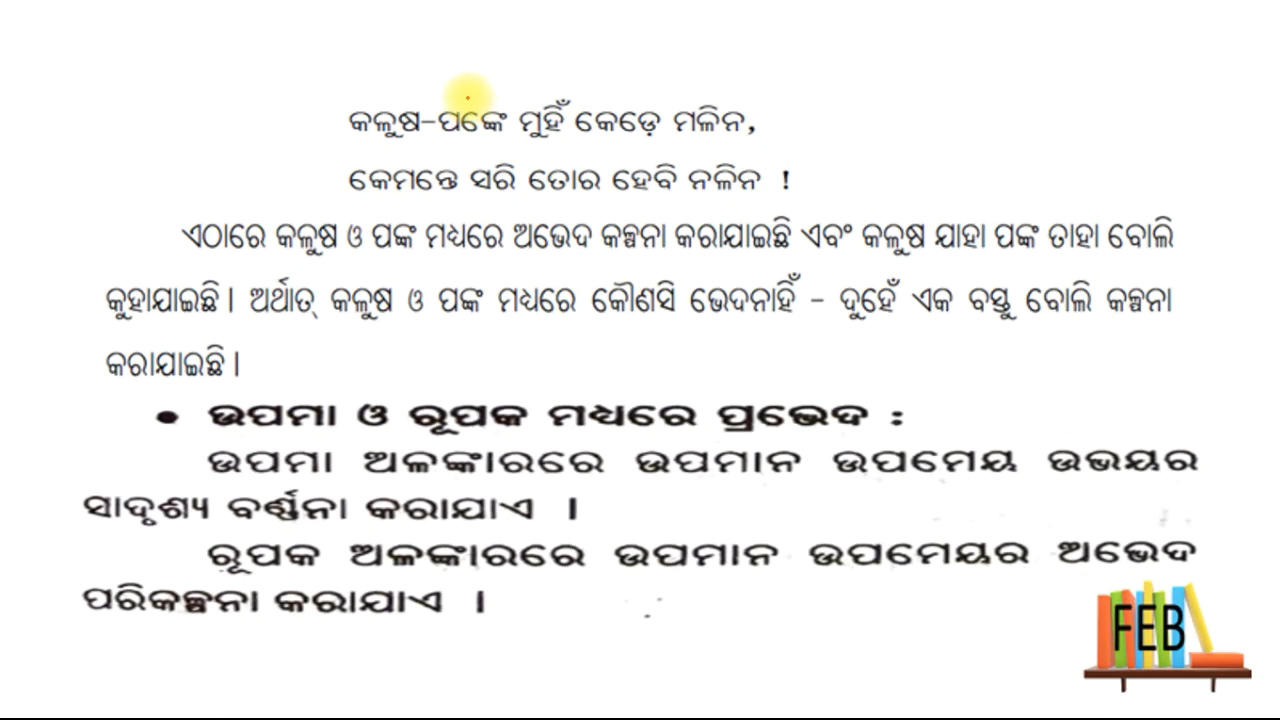 କଳୁଷ-ପଙ୍କେ ମୁହିଁ କେଡ଼େ ମଳିନ,
କେମନ୍ତେ ସରି ତୋର ହେବି ନଳିନ !
ଏଠାରେ କଳୁଷ ଓ ପଙ୍କ ମଧ୍ୟରେ ଅଭେଦ କଳ୍ପନା କରାଯାଇଛି ଏବଂ କଳୁଷ ଯାହା ପଙ୍କ ତାହା ବୋଲି
କୁହାଯାଇଛି। ଅର୍ଥାତ୍ କଳୁଷ ଓ ପଙ୍କ ମଧ୍ୟରେ କୌଣସି ଭେଦନାହିଁ - ଦୁହେଁ ଏକ ବସ୍ତୁ ବୋଲି କଳ୍ପନା
କରାଯାଇଛି।
• ଉପମା ଓ ରୂପକ ମଧ୍ୟରେ ପ୍ରଭେଦ :
ଉପମା ଅଳଙ୍କାରରେ ଉପମାନ ଉପମେୟ ଉଭୟର
ସାଦୃଶ୍ୟ ବର୍ଣ୍ଣନା କରାଯାଏ ।
ରୂପକ ଅଳଙ୍କାରରେ ଉପମାନ ଉପମେୟର ଅଭେଦ
ପରିକଳ୍ପନା କରାଯାଏ ।
FEB